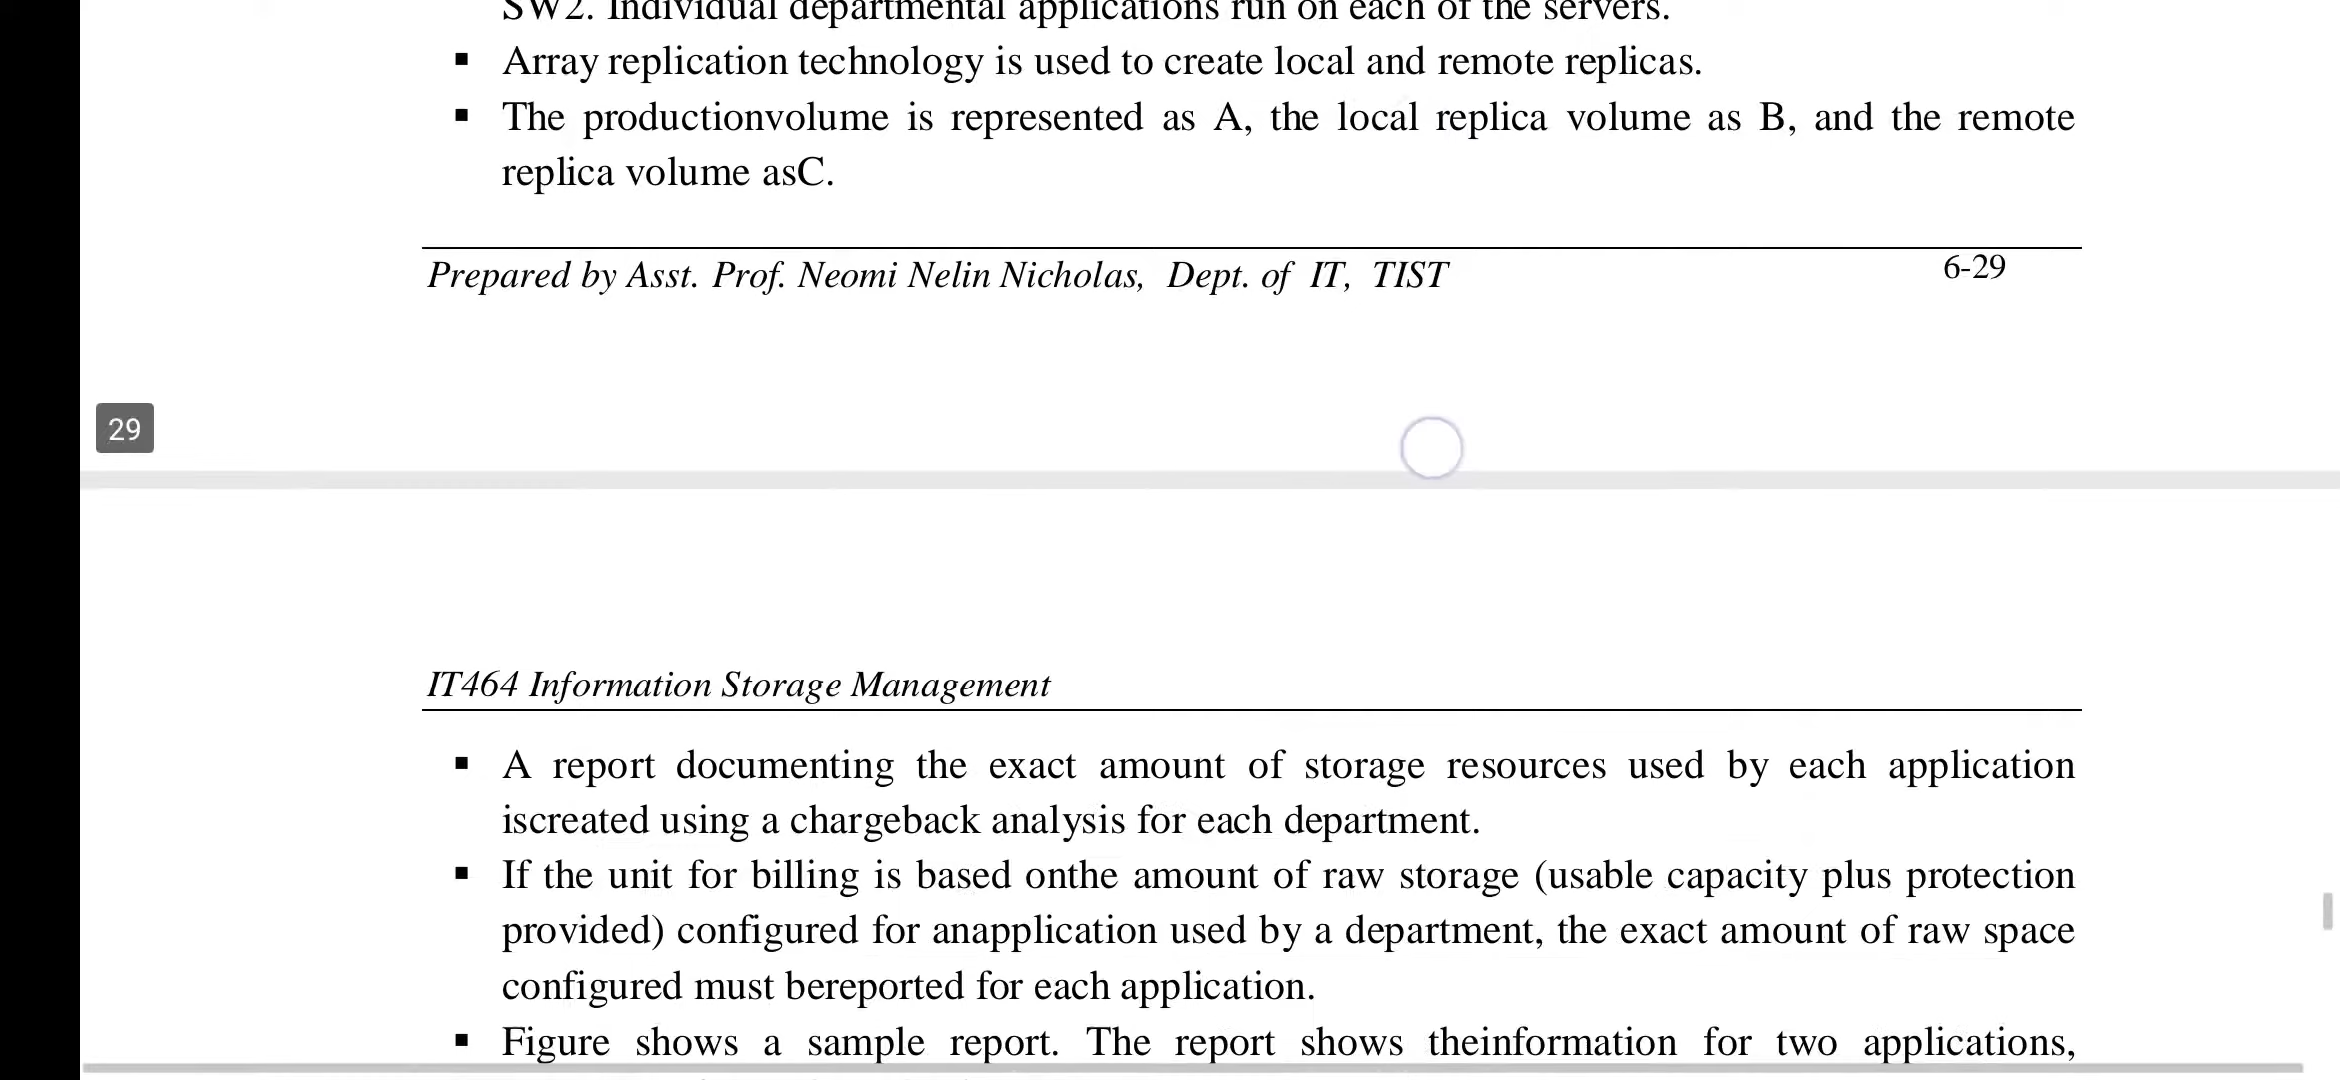 SW2. Individual departmental applications run on each of the servers.
▪ Array replication technology is used to create local and remote replicas.
▪ The productionvolume is represented as A, the local replica volume as B, and the remote
replica volume asC.
Prepared by Asst. Prof. Neomi Nelin Nicholas, Dept. of IT, TIST 6-29
29
IT464 Information Storage Management
▪ A report documenting the exact amount of storage resources used by each application
iscreated using a chargeback analysis for each department.
▪ If the unit for billing is based onthe amount of raw storage (usable capacity plus protection
provided) configured for anapplication used by a department, the exact amount of raw space
configured must bereported for each application.
▪ Figure shows a sample report. The report shows theinformation for two applications,